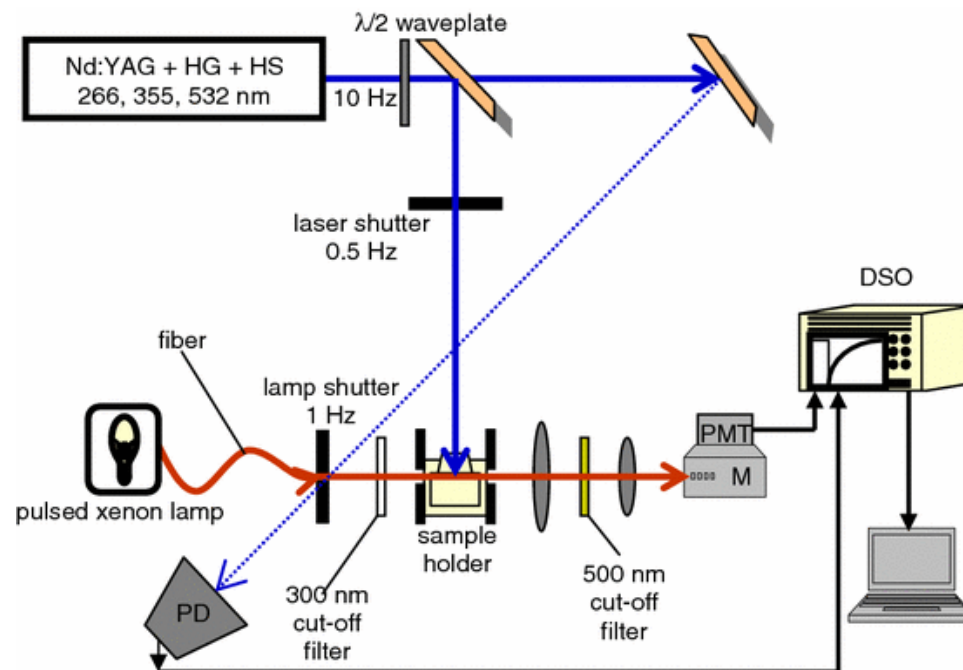 λ/2 waveplate
Nd:YAG + HG + HS
266, 355, 532 nm
10 Hz
laser shutter
0.5 Hz
DSO
fiber
lamp shutter
1 Hz
PMT
M
pulsed xenon lamp
sample
holder
PD
300 nm
cut-off
filter
500 nm
cut-off
filter